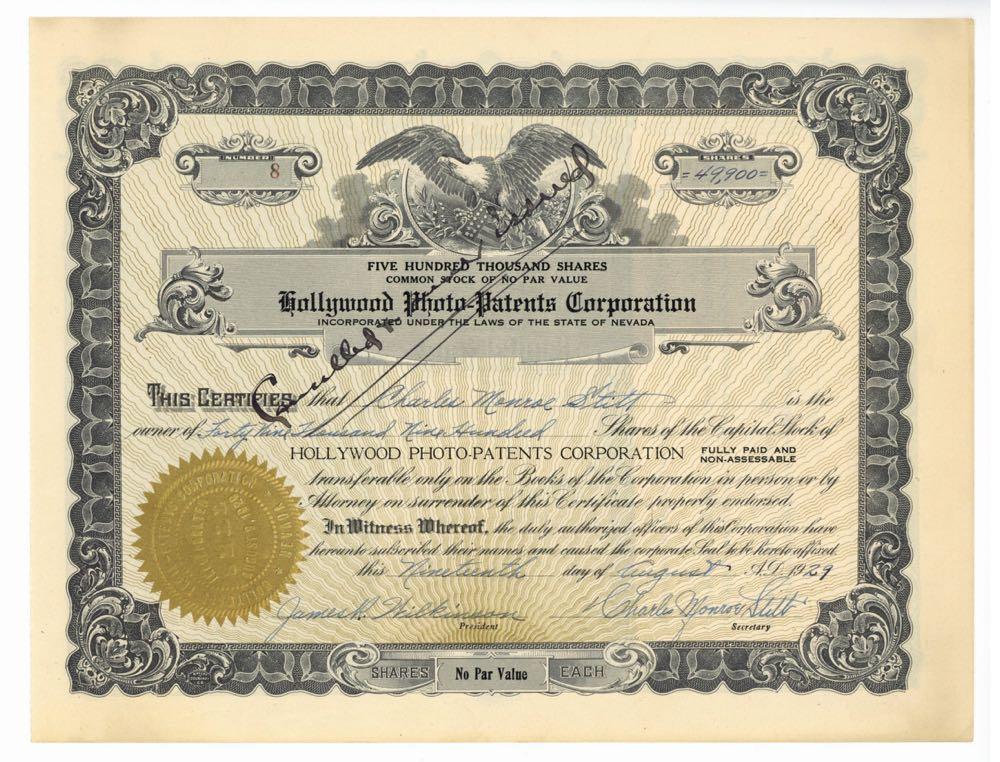 NUMBER
8
SHARES
=49,900=
FIVE HUNDRED THOUSAND SHARES
COMMON STOCK OF NO PAR VALUE
Hollywood Photo-Patents Corporation
INCORPORATED UNDER THE LAWS OF THE STATE OF NEVADA
THIS CERTIFIES that Charles Monroe Stitt is the
owner of Forty Nine Thousand Nine Hundred Shares of the Capital Stock of
HOLLYWOOD PHOTO-PATENTS CORPORATION FULLY PAID AND
NON-ASSESSABLE
transferable only on the Books of the Corporation in person or by
Attorney on surrender of this Certificate properly endorsed.
In Witness Whereof, the duly authorized officers of this Corporation have
hereunto subscribed their names and caused the corporate Seal to be hereto affixed
this Nineteenth day of August A.D. 1929
James H. Wilkinson
President
Charles Monroe Stitt
Secretary
SHARES No Par Value EACH